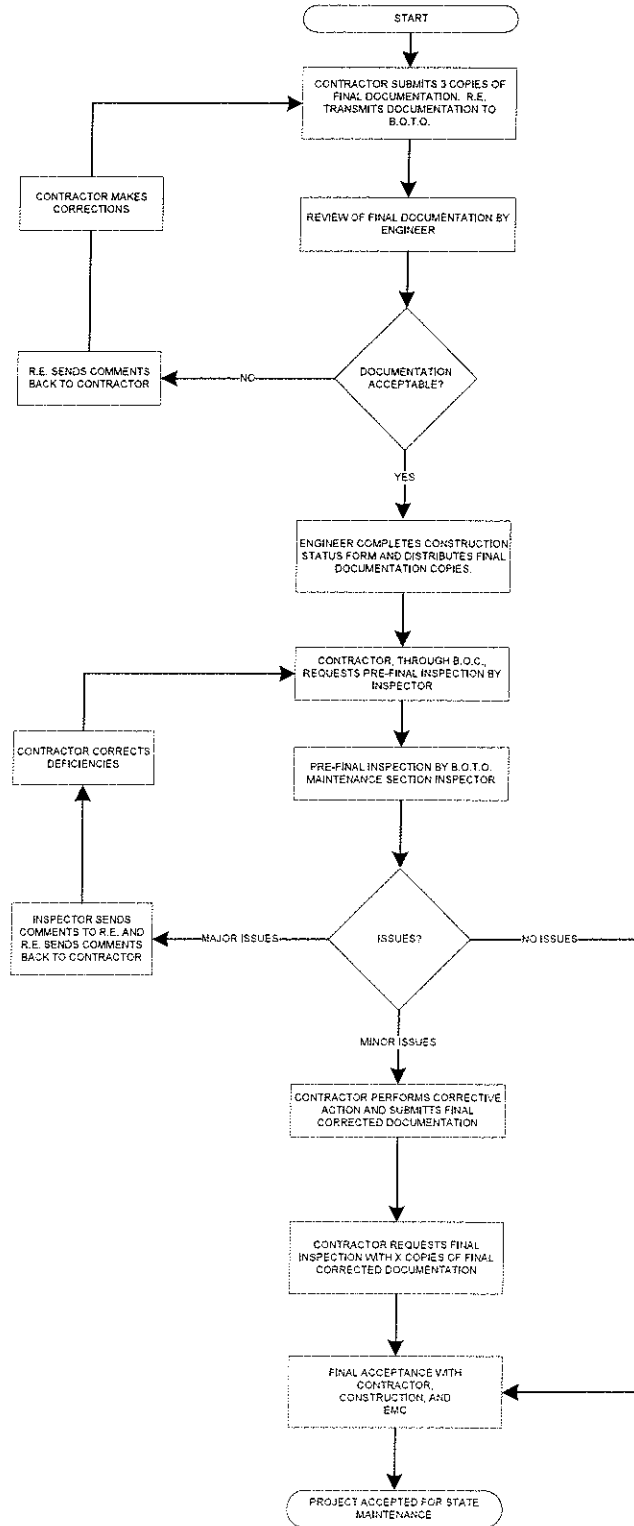 START
CONTRACTOR SUBMITS 3 COPIES OF
FINAL DOCUMENTATION. R.E.
TRANSMITS DOCUMENTATION TO
B.O.T.O.
CONTRACTOR MAKES
CORRECTIONS
REVIEW OF FINAL DOCUMENTATION BY
ENGINEER
R.E. SENDS COMMENTS
BACK TO CONTRACTOR
NO
DOCUMENTATION
ACCEPTABLE?
YES
ENGINEER COMPLETES CONSTRUCTION
STATUS FORM AND DISTRIBUTES FINAL
DOCUMENTATION COPIES.
CONTRACTOR, THROUGH B.O.C.,
REQUESTS PRE-FINAL INSPECTION BY
INSPECTOR
CONTRACTOR CORRECTS
DEFICIENCIES
PRE-FINAL INSPECTION BY B.O.T.O.
MAINTENANCE SECTION INSPECTOR
INSPECTOR SENDS
COMMENTS TO R.E. AND
R.E. SENDS COMMENTS
BACK TO CONTRACTOR
MAJOR ISSUES
ISSUES?
NO ISSUES
MINOR ISSUES
CONTRACTOR PERFORMS CORRECTIVE
ACTION AND SUBMITTS FINAL
CORRECTED DOCUMENTATION
CONTRACTOR REQUESTS FINAL
INSPECTION WITH X COPIES OF FINAL
CORRECTED DOCUMENTATION
FINAL ACCEPTANCE WITH
CONTRACTOR,
CONSTRUCTION, AND
EMC
PROJECT ACCEPTED FOR STATE
MAINTENANCE